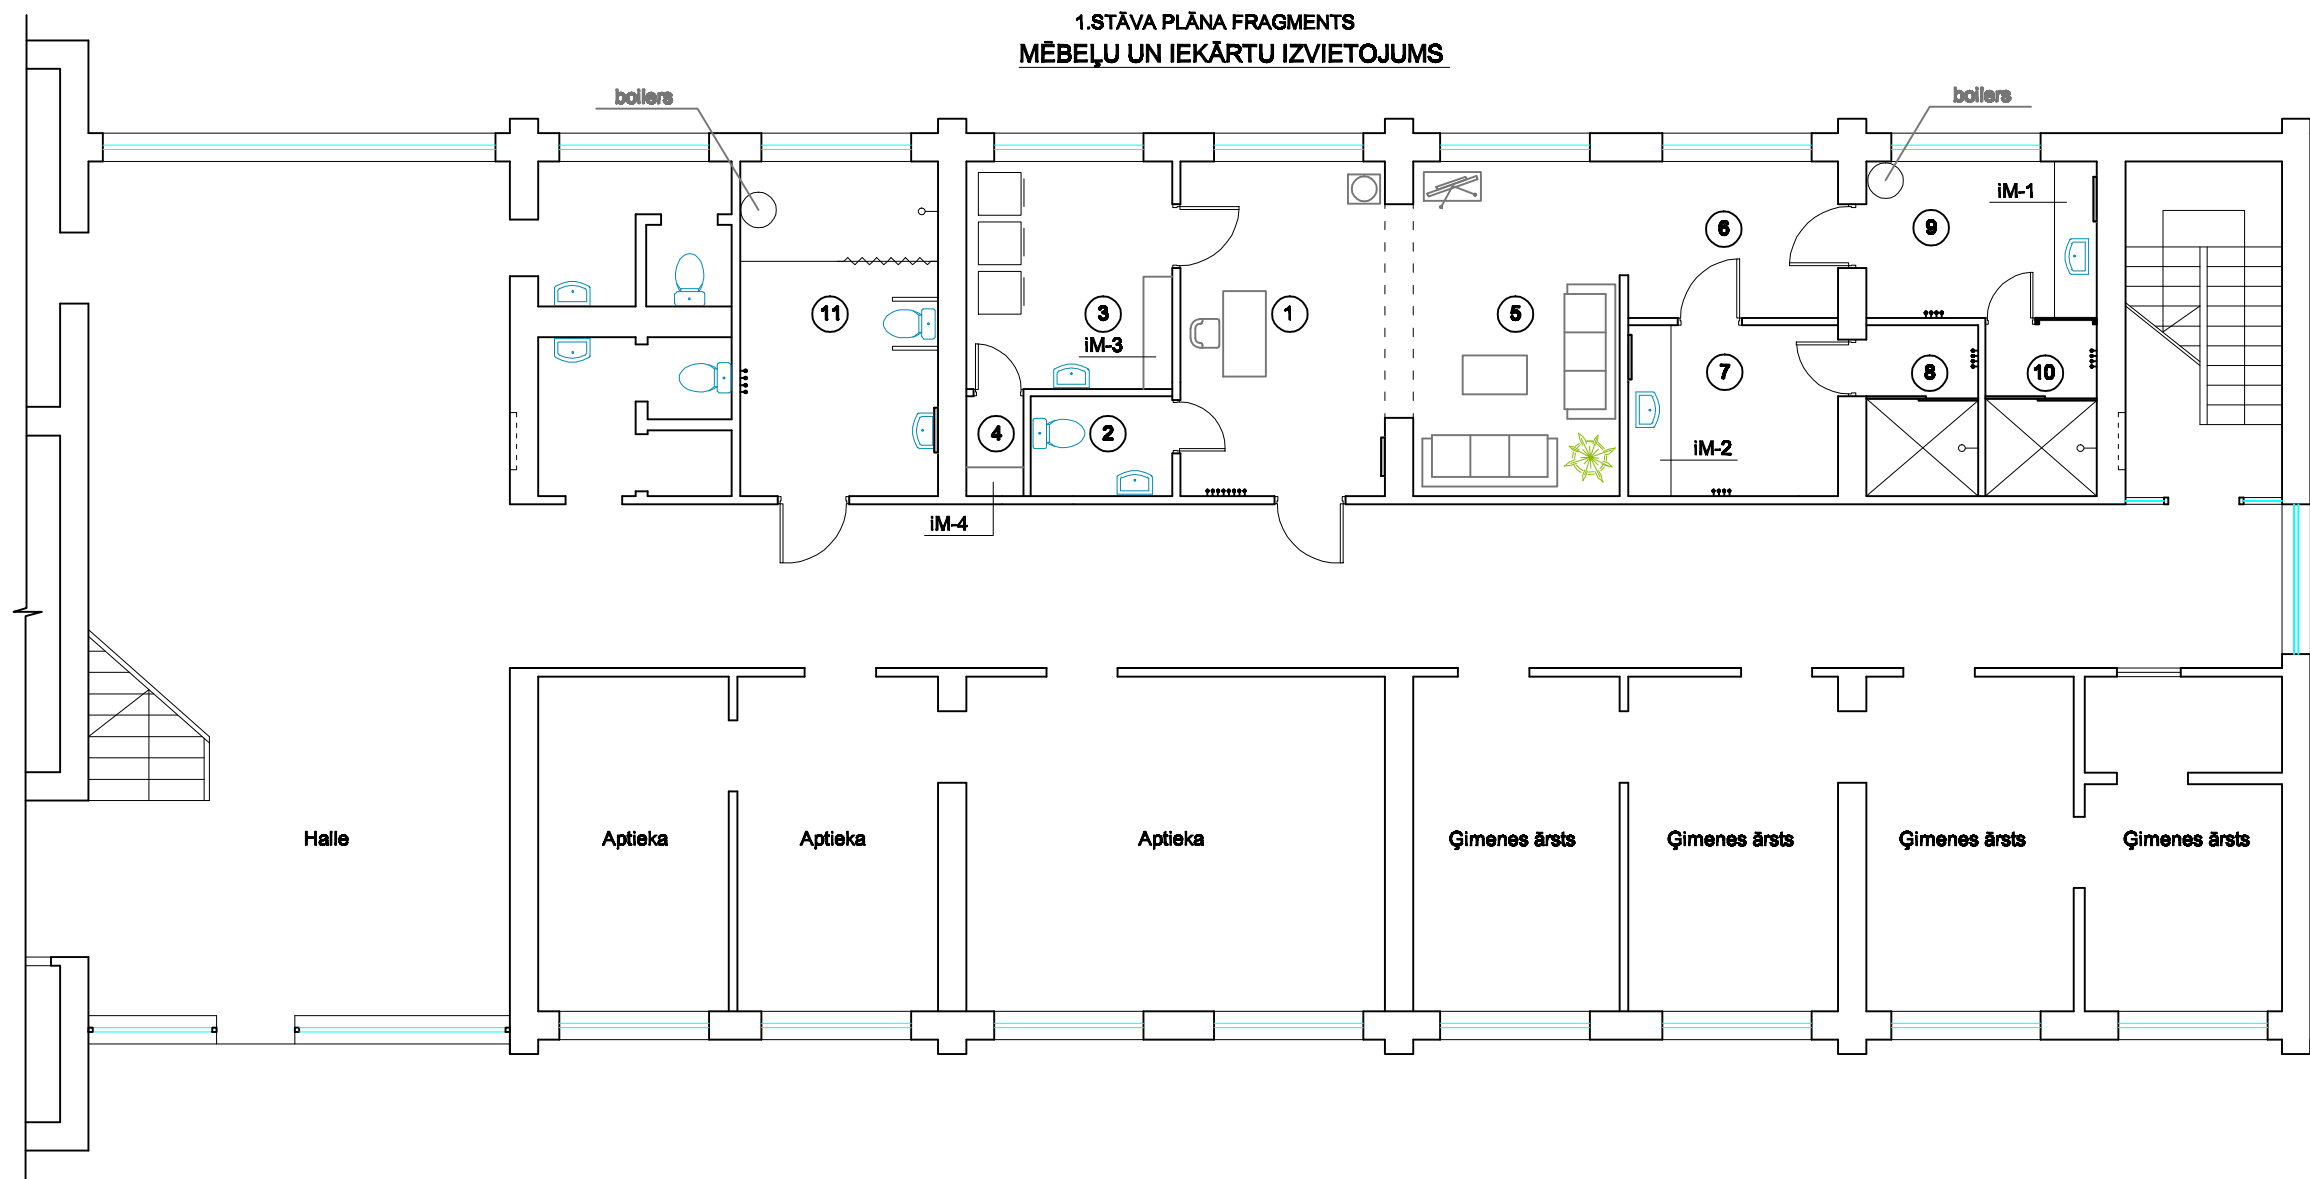 1.STĀVA PLĀNA FRAGMENTS
MĒBEĻU UN IEKĀRTU IZVIETOJUMS
boilers
boilers
iM-1
6
9
11
3
1
5
iM-3
7
8
10
4
2
iM-2
iM-4
Halle
Aptieka
Aptieka
Aptieka
Ģimenes ārsts
Ģimenes ārsts
Ģimenes ārsts
Ģimenes ārsts